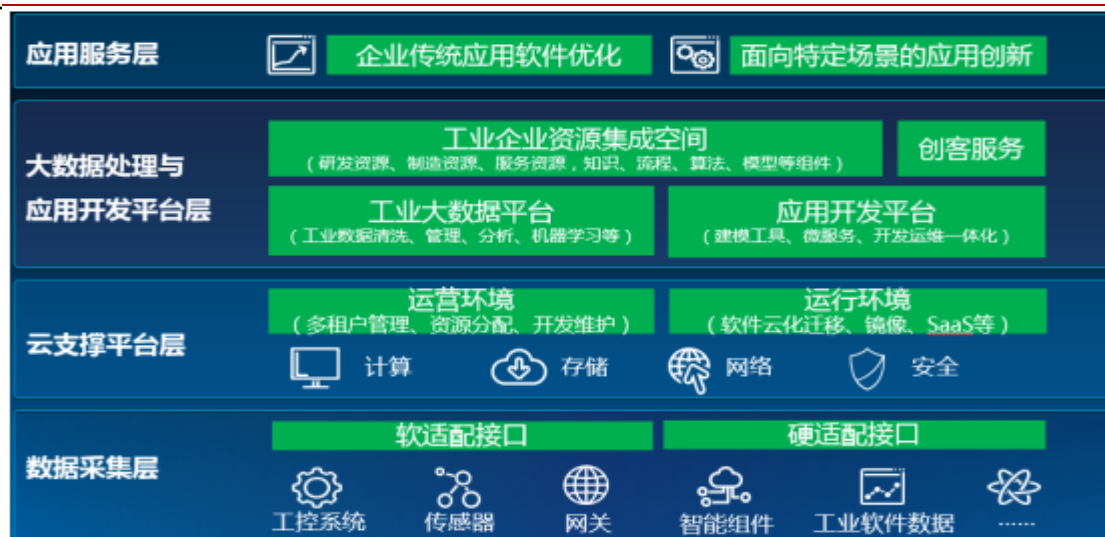 应用服务层
企业传统应用软件优化
面向特定场景的应用创新
大数据处理与
应用开发平台层
工业企业资源集成空间
(研发资源、制造资源、服务资源,知识、流程、算法、模型等组件)
创客服务
工业大数据平台
(工业数据清洗、管理、分析、机器学习等)
应用开发平台
(建模工具、微服务、开发运维一体化)
云支撑平台层
运营环境
(多租户管理、资源分配、开发维护)
运行环境
(软件云化迁移、镜像、SaaS等)
计算
存储
网络
安全
数据采集层
软适配接口
硬适配接口
工控系统
传感器
网关
智能组件
工业软件数据
……